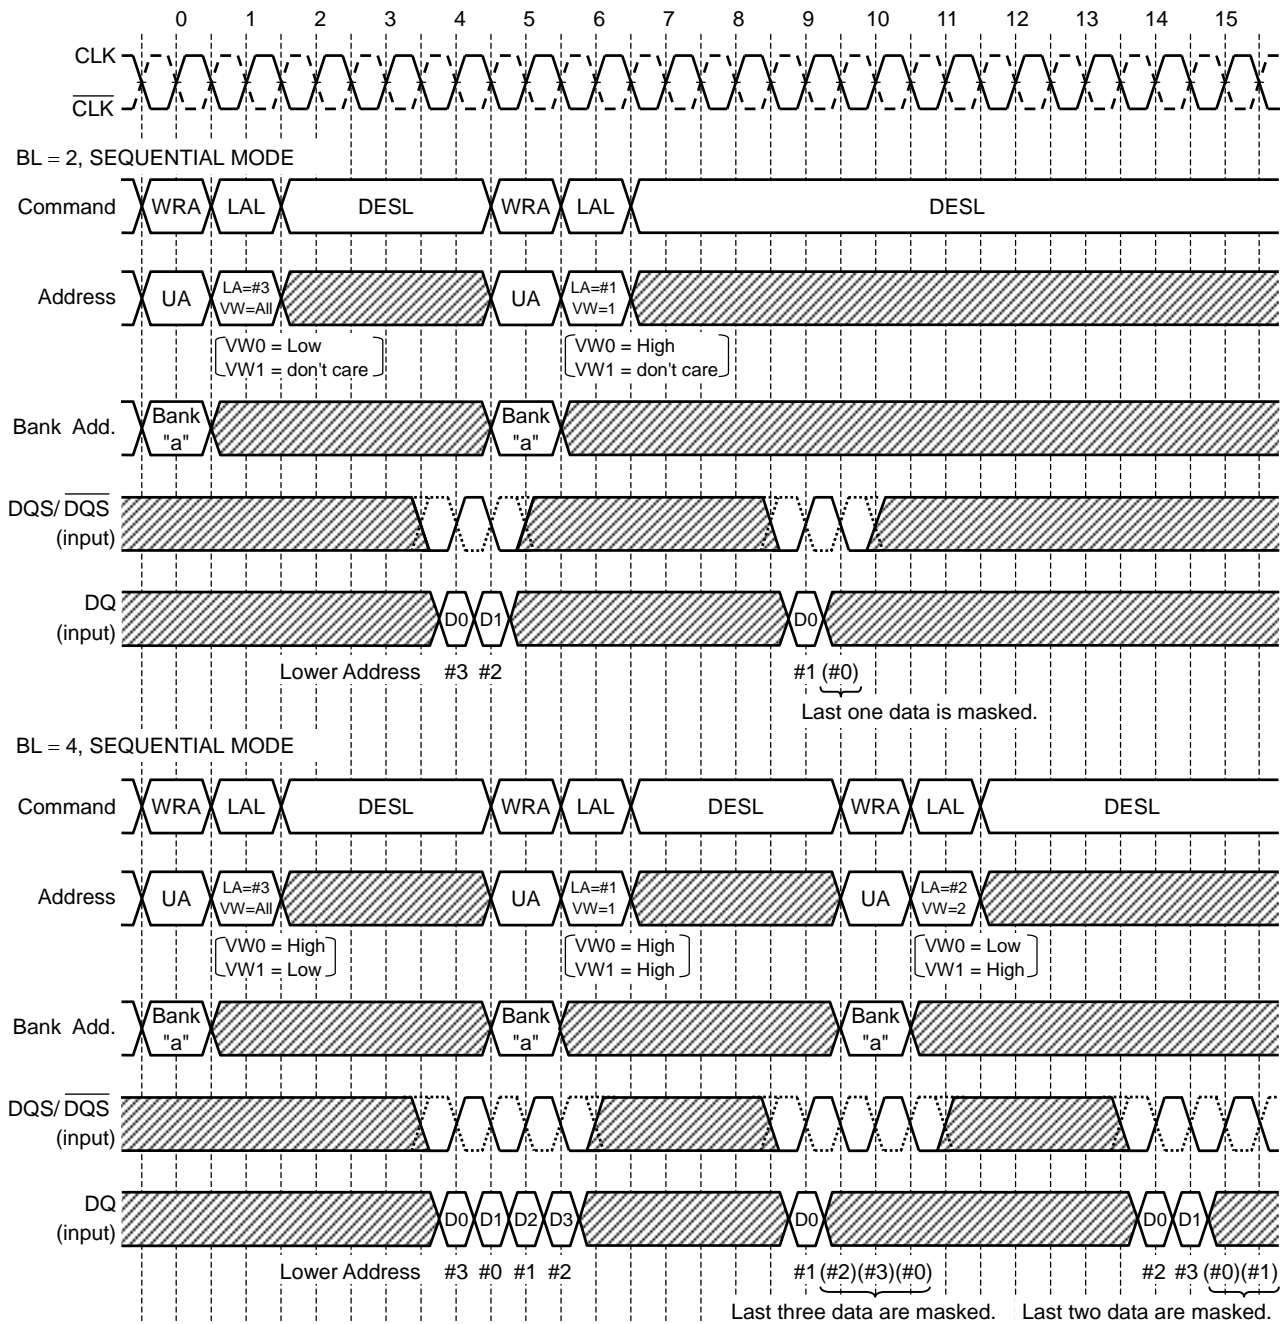 0 1 2 3 4 5 6 7 8 9 10 11 12 13 14 15
CLK
CLK
BL = 2, SEQUENTIAL MODE
Command WRA LAL DESL WRA LAL DESL
Address UA LA=#3 VW=All UA LA=#1 VW=1
VW0 = Low VW0 = High
VW1 = don't care VW1 = don't care
Bank Add. Bank "a" Bank "a"
DQS/ DQS
(input)
DQ
(input) D0 D1 D0
Lower Address #3 #2 #1 (#0)
Last one data is masked.
BL = 4, SEQUENTIAL MODE
Command WRA LAL DESL WRA LAL DESL WRA LAL DESL
Address UA LA=#3 VW=All UA LA=#1 VW=1 UA LA=#2 VW=2
VW0 = High VW0 = High VW0 = Low
VW1 = Low VW1 = High VW1 = High
Bank Add. Bank "a" Bank "a" Bank "a"
DQS/ DQS
(input)
DQ
(input) D0 D1 D2 D3 D0 D0 D1
Lower Address #3 #0 #1 #2 #1 (#2)(#3)(#0) #2 #3 (#0)(#1)
Last three data are masked. Last two data are masked.